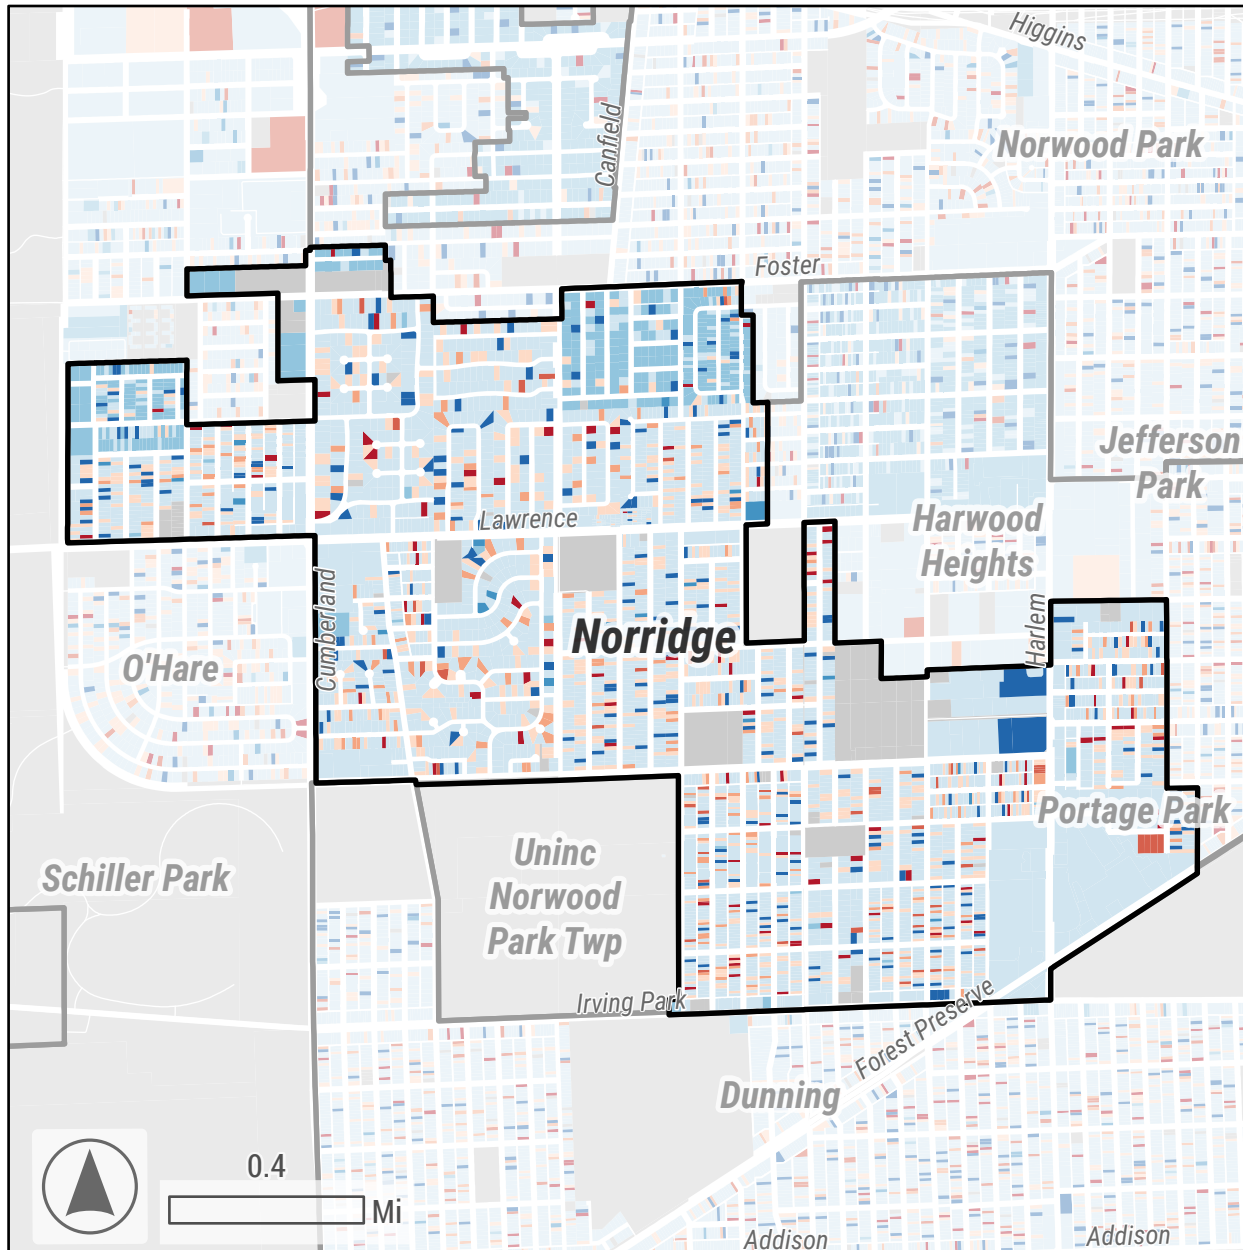 Higgins
Norwood Park
Canfield
Foster
Jefferson
Park
Lawrence
Harwood
Heights
Cumberland
Norridge
Harlem
O'Hare
Portage Park
Uninc
Norwood
Park Twp
Schiller Park
Irving Park
Forest Preserve
Dunning
0.4
Mi
Addison
Addison